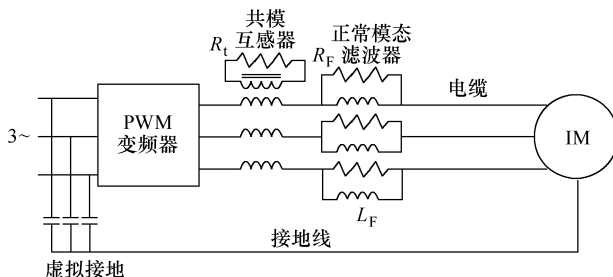 共模
互感器
R_t
正常模态
滤波器
R_F
电缆
3~
PWM
变频器
IM
L_F
接地线
虚拟接地